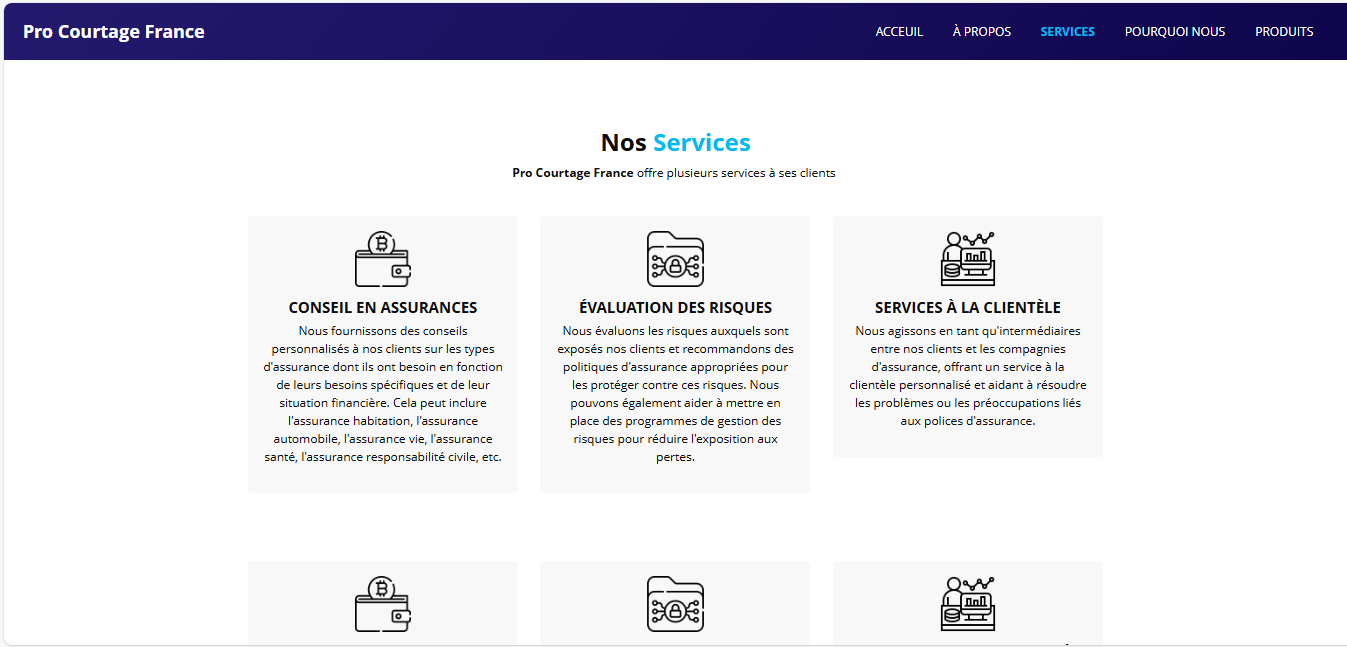 Pro Courtage France
ACCEUIL À PROPOS SERVICES POURQUOI NOUS PRODUITS
Nos Services
Pro Courtage France offre plusieurs services à ses clients
CONSEIL EN ASSURANCES
Nous fournissons des conseils
personnalisés à nos clients sur les types
d'assurance dont ils ont besoin en fonction
de leurs besoins spécifiques et de leur
situation financière. Cela peut inclure
l'assurance habitation, l'assurance
automobile, l'assurance vie, l'assurance
santé, l'assurance responsabilité civile, etc.
ÉVALUATION DES RISQUES
Nous évaluons les risques auxquels sont
exposés nos clients et recommandons des
politiques d'assurance appropriées pour
les protéger contre ces risques. Nous
pouvons également aider à mettre en
place des programmes de gestion des
risques pour réduire l'exposition aux
pertes.
SERVICES À LA CLIENTÈLE
Nous agissons en tant qu'intermédiaires
entre nos clients et les compagnies
d'assurance, offrant un service à la
clientèle personnalisé et aidant à résoudre
les problèmes ou les préoccupations liés
aux polices d'assurance.